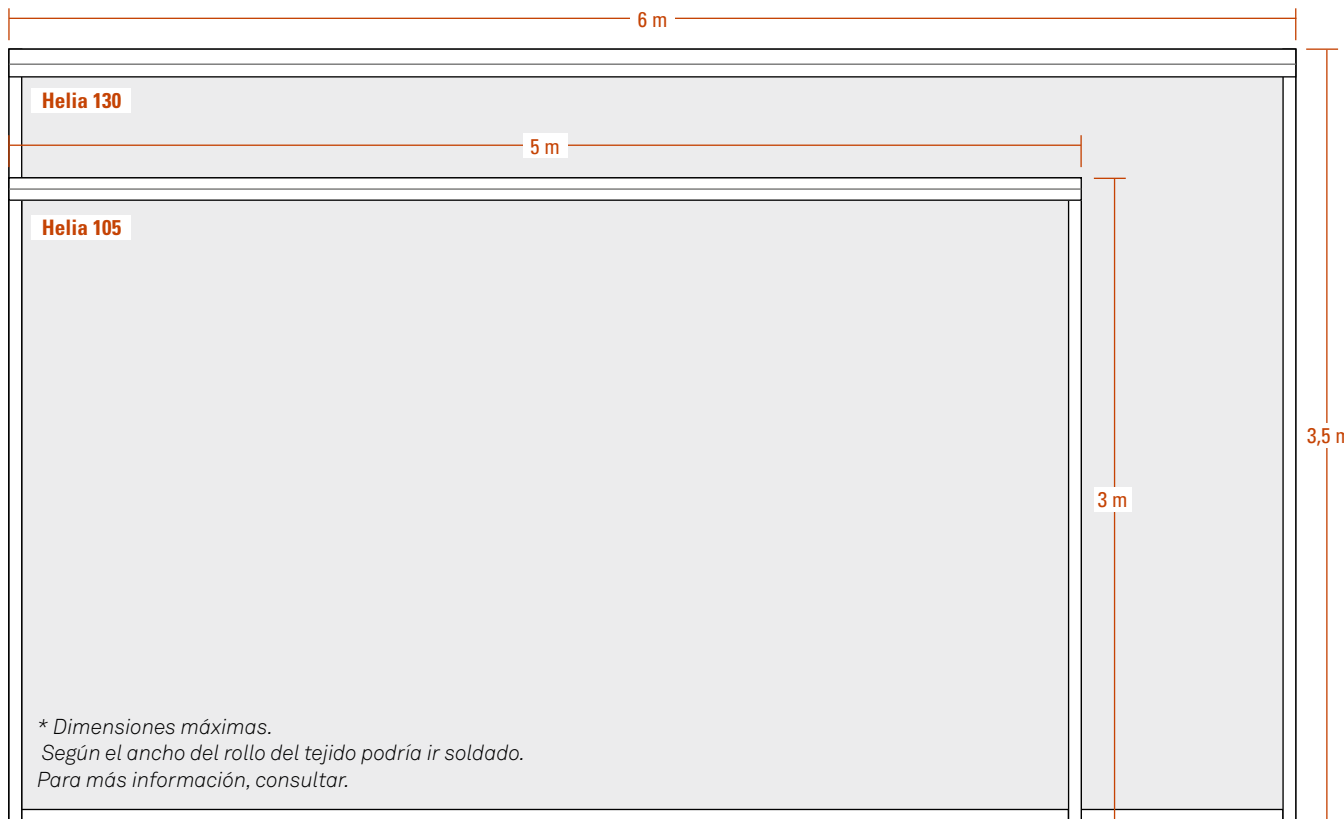 6 m
Helia 130
5 m
Helia 105
3,5 m
3 m
* Dimensiones máximas.
Según el ancho del rollo del tejido podría ir soldado.
Para más información, consultar.